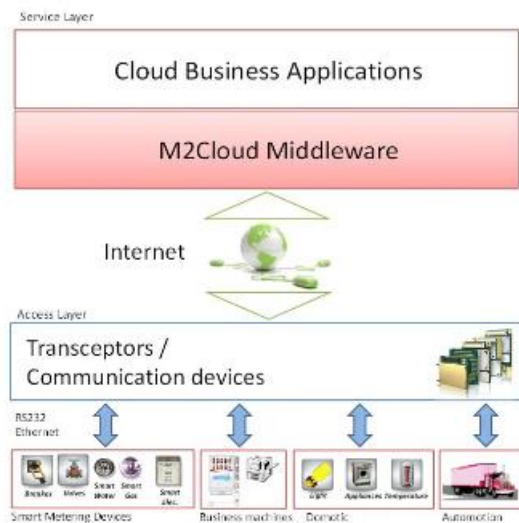 Service Layer
Cloud Business Applications
M2Cloud Middleware
Internet
Access Layer
Transceptors /
Communication devices
RS232
Ethernet
Breaker
Valves
Smart
Water
Smart
Gas
Smart
elec.
Light
Appliances
Temperature
Smart Metering Devices
Business machines
Domotic
Automotion